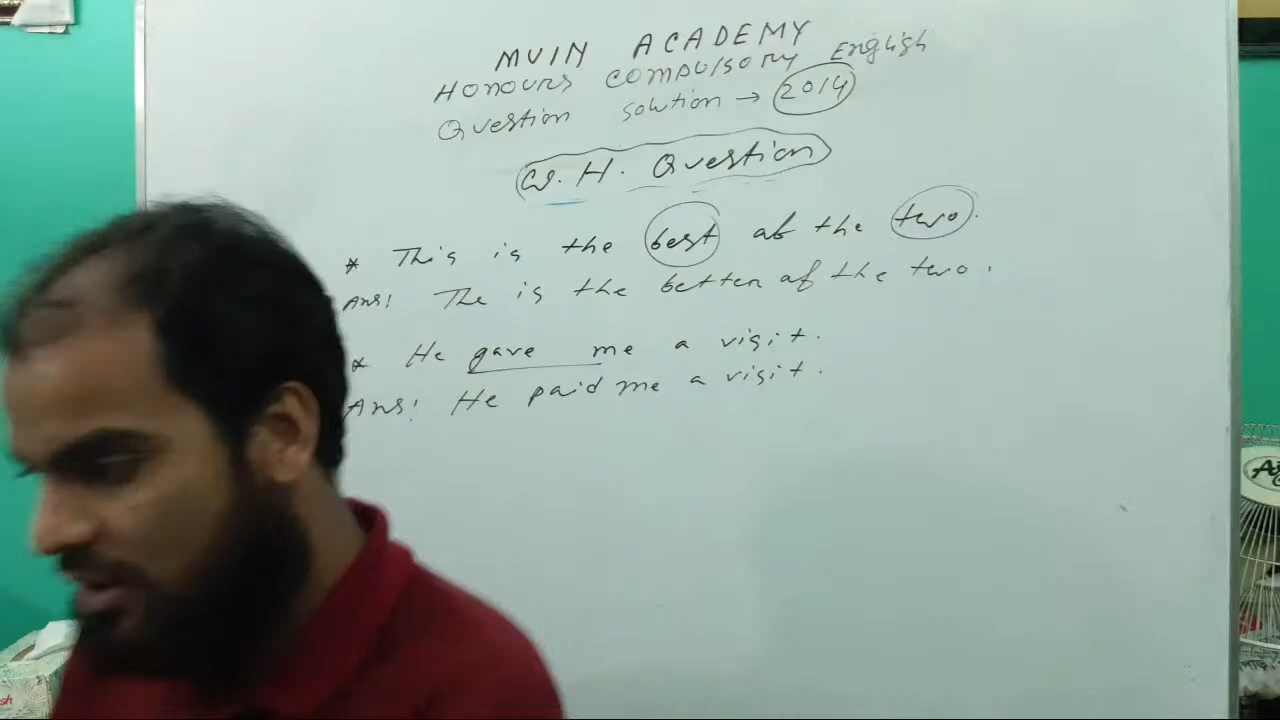 MUIN ACADEMY
HONOURS COMPULSORY ENGLISH
QUESTION SOLUTION → 2014
W.H. Question
* This is the best of the two.
Ans! The is the better of the two.
* He gave me a visit.
Ans! He paid me a visit.